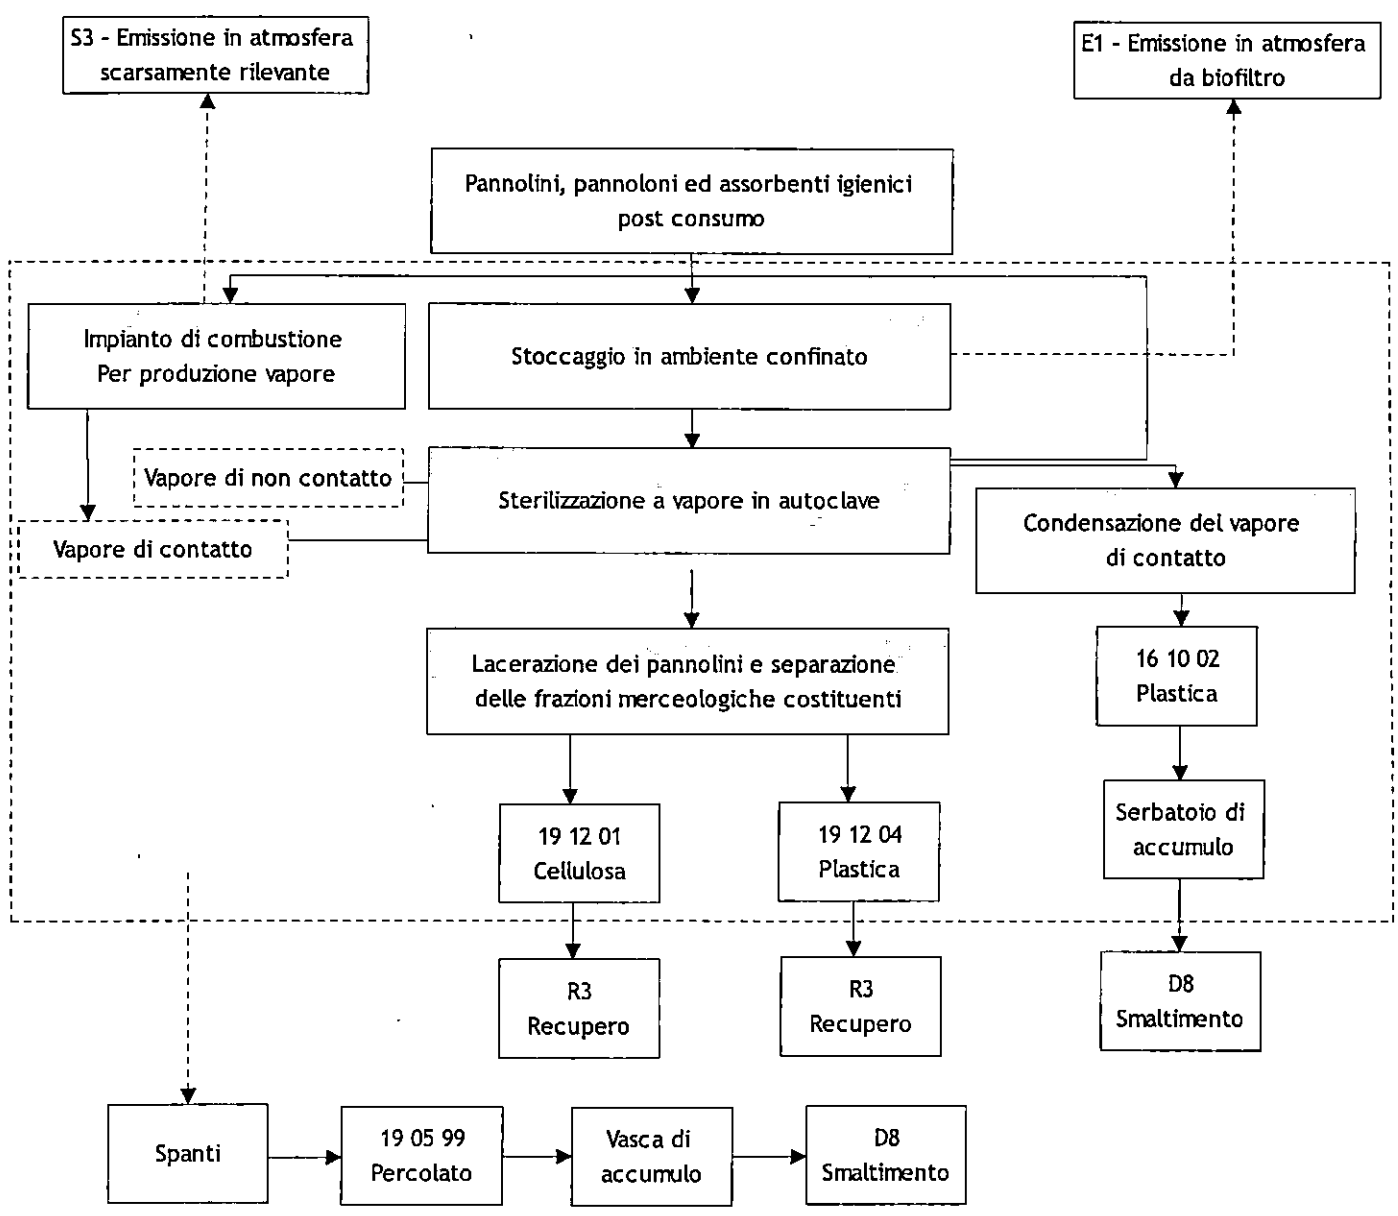 S3 - Emissione in atmosfera
scarsamente rilevante
E1 - Emissione in atmosfera
da biofiltro
Pannolini, pannoloni ed assorbenti igienici
post consumo
Impianto di combustione
Per produzione vapore
Stoccaggio in ambiente confinato
Vapore di non contatto
Sterilizzazione a vapore in autoclave
Vapore di contatto
Condensazione del vapore
di contatto
Lacerazione dei pannolini e separazione
delle frazioni merceologiche costituenti
16 10 02
Plastica
19 12 01
Cellulosa
19 12 04
Plastica
Serbatoio di
accumulo
R3
Recupero
R3
Recupero
D8
Smaltimento
Spanti
19 05 99
Percolato
Vasca di
accumulo
D8
Smaltimento